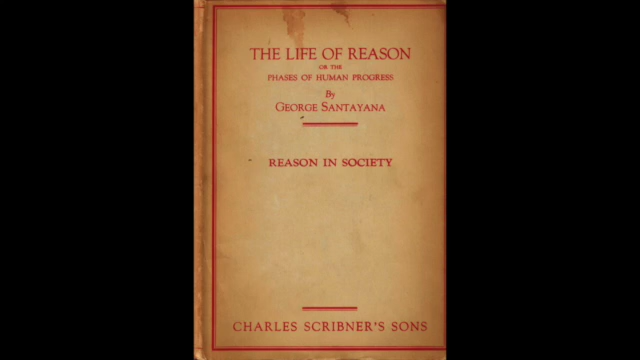 THE LIFE OF REASON
OR THE
PHASES OF HUMAN PROGRESS
By
GEORGE SANTAYANA
REASON IN SOCIETY
CHARLES SCRIBNER'S SONS